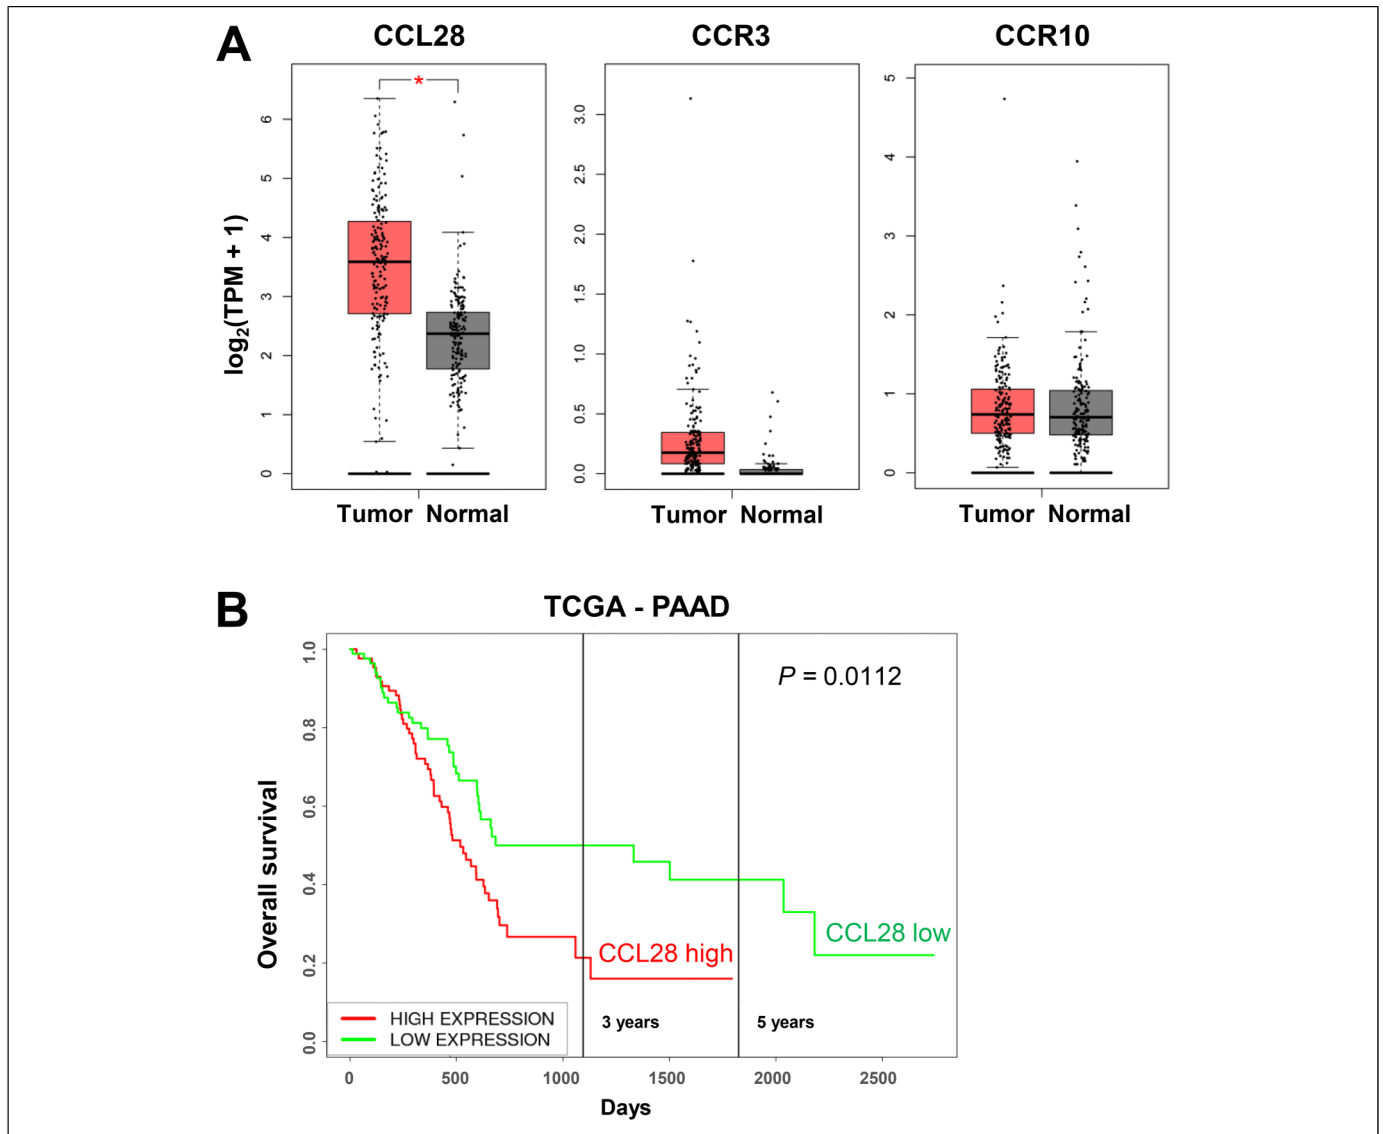 A
CCL28 CCR3 CCR10
log2(TPM + 1)
*
6
5
4
3
2
1
0
Tumor Normal
3.0
2.5
2.0
1.5
1.0
0.5
0.0
Tumor Normal
5
4
3
2
1
0
Tumor Normal
B
TCGA - PAAD
P = 0.0112
Overall survival
1.0
0.8
0.6
0.4
0.2
0.0
CCL28 low
CCL28 high
HIGH EXPRESSION
LOW EXPRESSION
3 years 5 years
0 500 1000 1500 2000 2500
Days